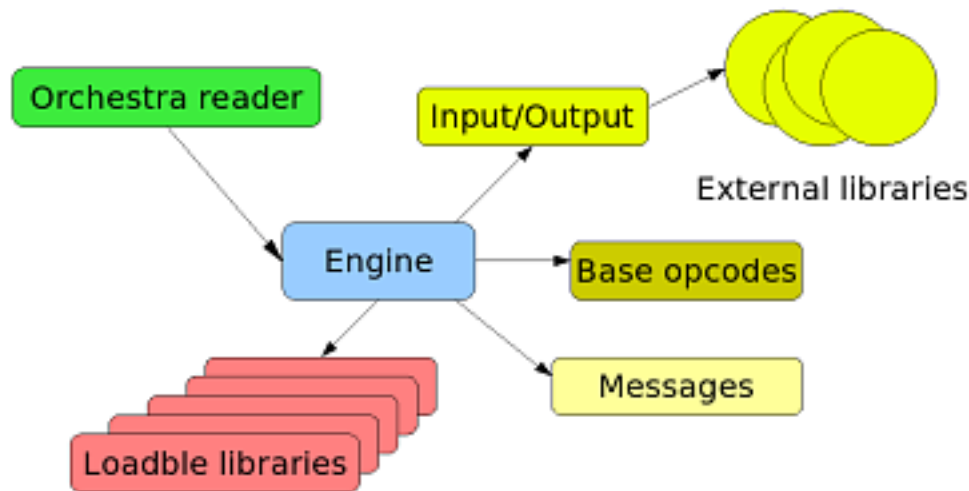 Orchestra reader
Input/Output
External libraries
Engine
Base opcodes
Messages
Loadble libraries